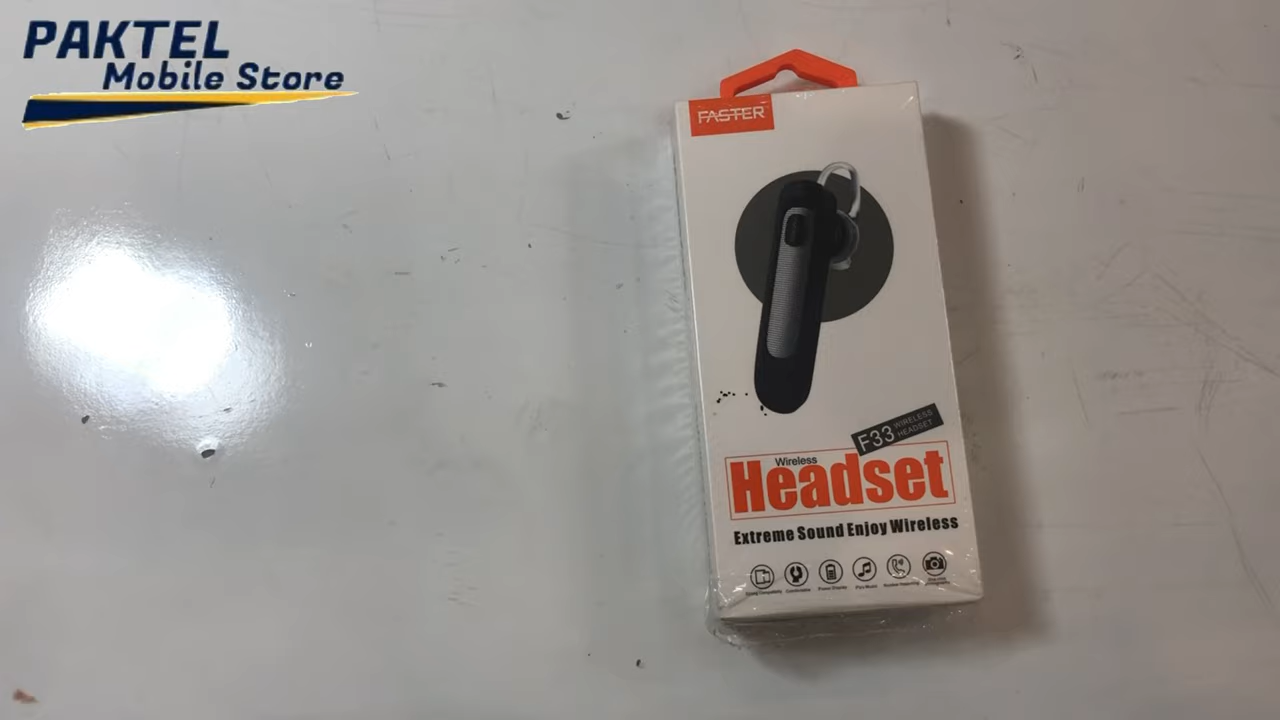 PAKTEL
Mobile Store
FASTER
F33 WIRELESS HEADSET
Wireless
Headset
Extreme Sound Enjoy Wireless